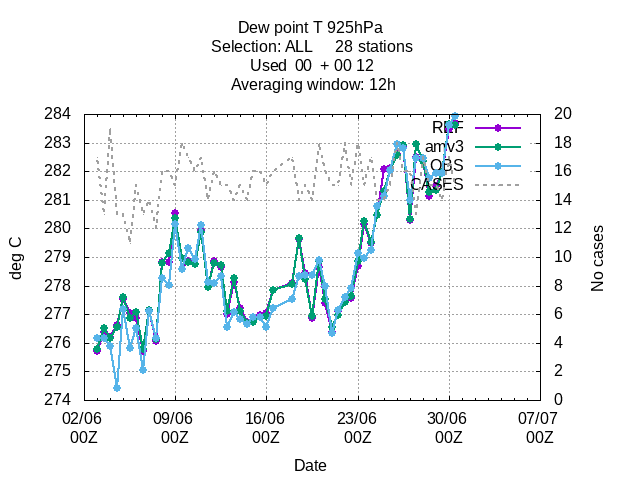 Dew point T 925hPa
Selection: ALL 28 stations
Used 00 + 00 12
Averaging window: 12h
284 20
283 18
282 16
281 14
280 12
279 10
278 8
277 6
276 4
275 2
274 0
REF
amv3
OBS
CASES
deg C
No cases
02/06 09/06 16/06 23/06 30/06 07/07
00Z 00Z 00Z 00Z 00Z 00Z
Date